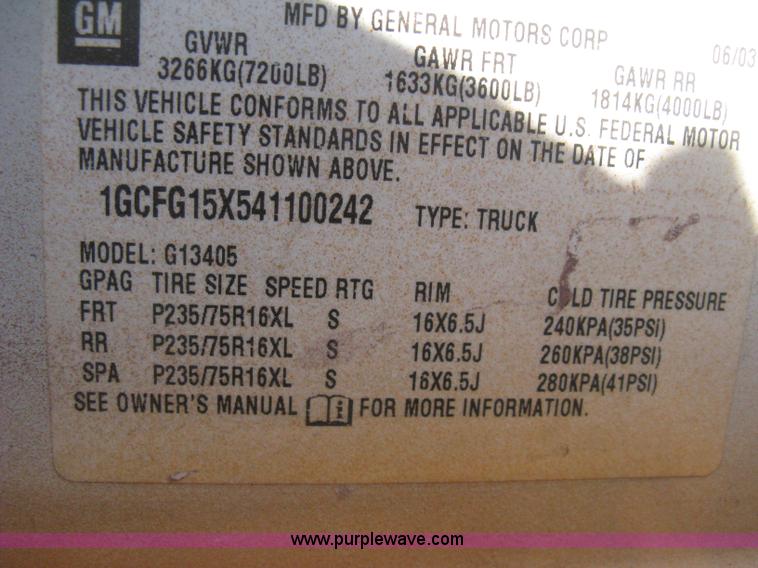 GM
MFD BY GENERAL MOTORS CORP
06/03
GVWR GAWR FRT GAWR RR
3266KG(7200LB) 1633KG(3600LB) 1814KG(4000LB)
THIS VEHICLE CONFORMS TO ALL APPLICABLE U.S. FEDERAL MOTOR
VEHICLE SAFETY STANDARDS IN EFFECT ON THE DATE OF
MANUFACTURE SHOWN ABOVE.
1GCFG15X541100242 TYPE: TRUCK
MODEL: G13405
GPAG TIRE SIZE SPEED RTG RIM COLD TIRE PRESSURE
FRT P235/75R16XL S 16X6.5J 240KPA(35PSI)
RR P235/75R16XL S 16X6.5J 260KPA(38PSI)
SPA P235/75R16XL S 16X6.5J 280KPA(41PSI)
SEE OWNER'S MANUAL FOR MORE INFORMATION.
www.purplewave.com